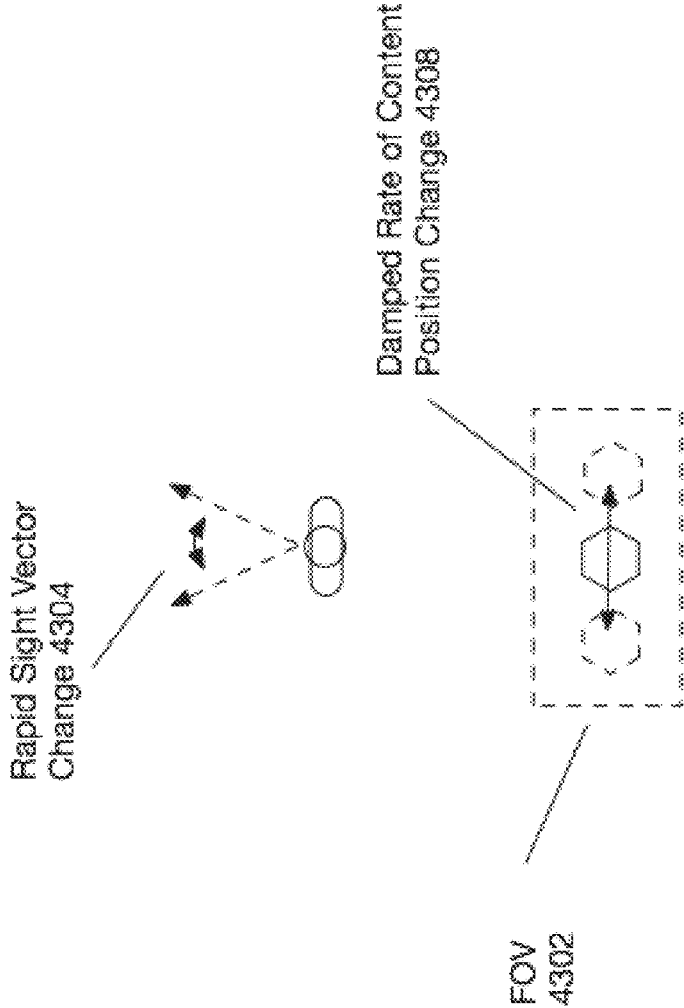 Rapid Sight Vector
Change 4304
Damped Rate of Content
Position Change 4308
FOV
4302